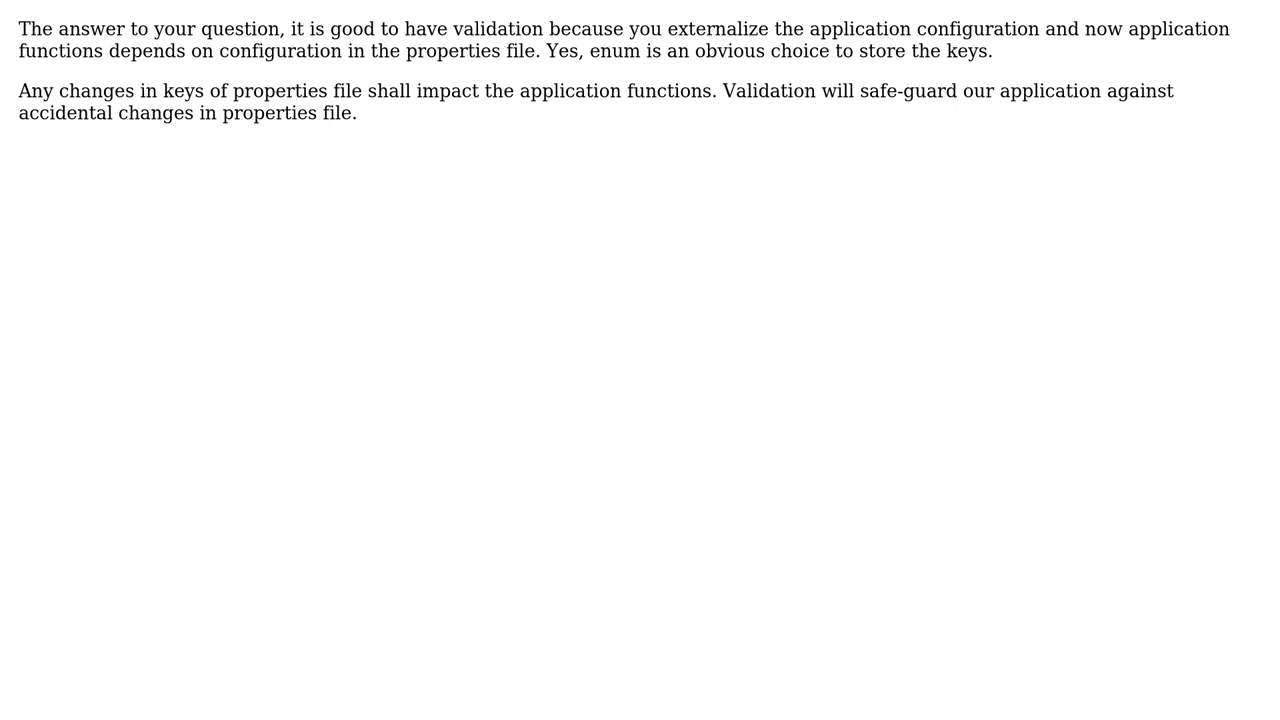 The answer to your question, it is good to have validation because you externalize the application configuration and now application
functions depends on configuration in the properties file. Yes, enum is an obvious choice to store the keys.
Any changes in keys of properties file shall impact the application functions. Validation will safe-guard our application against
accidental changes in properties file.